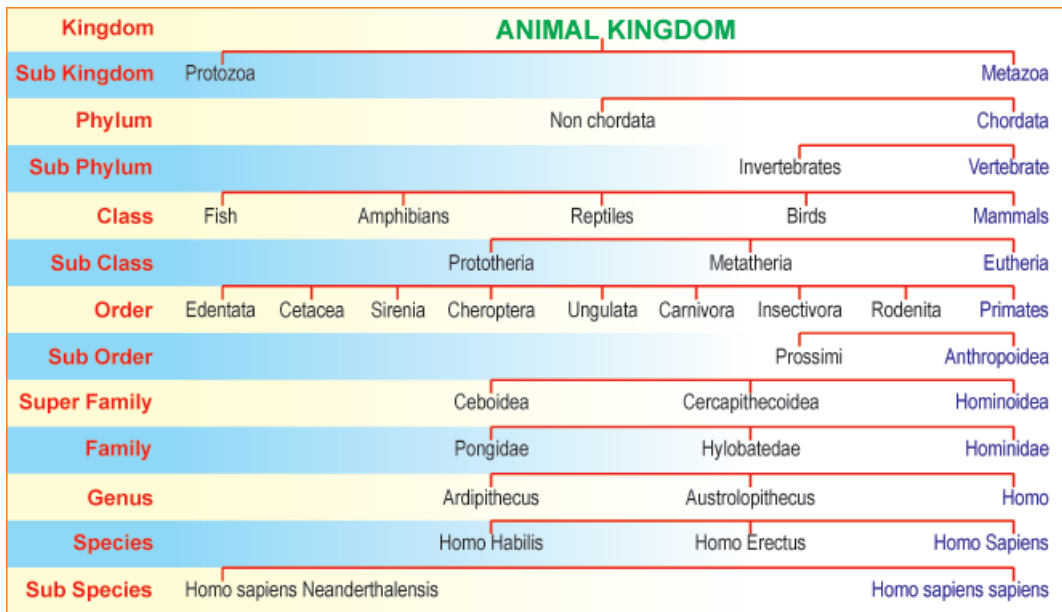 Kingdom ANIMAL KINGDOM
Sub Kingdom Protozoa Metazoa
Phylum Non chordata Chordata
Sub Phylum Invertebrates Vertebrate
Class Fish Amphibians Reptiles Birds Mammals
Sub Class Prototheria Metatheria Eutheria
Order Edentata Cetacea Sirenia Cheroptera Ungulata Carnivora Insectivora Rodenita Primates
Sub Order Prossimi Anthropoidea
Super Family Ceboidea Cercapithecoidea Hominoidea
Family Pongidae Hylobatedae Hominidae
Genus Ardipithecus Austrolopithecus Homo
Species Homo Habilis Homo Erectus Homo Sapiens
Sub Species Homo sapiens Neanderthalensis Homo sapiens sapiens